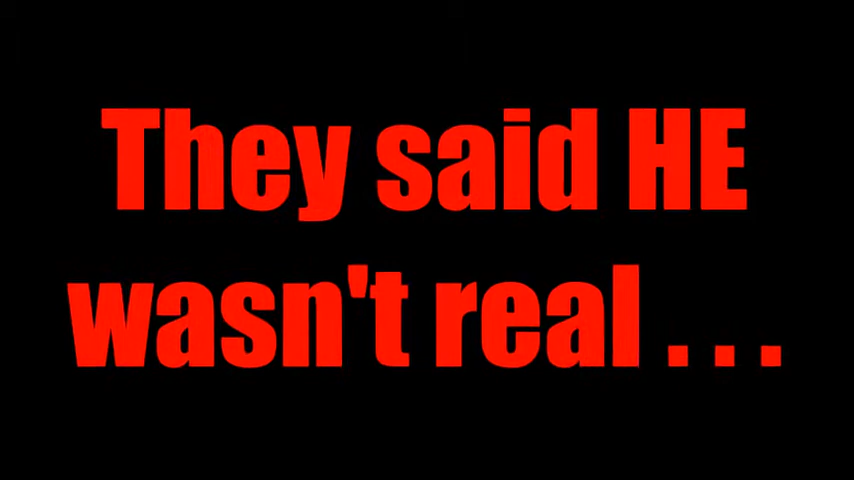 They said HE
wasn't real . . .